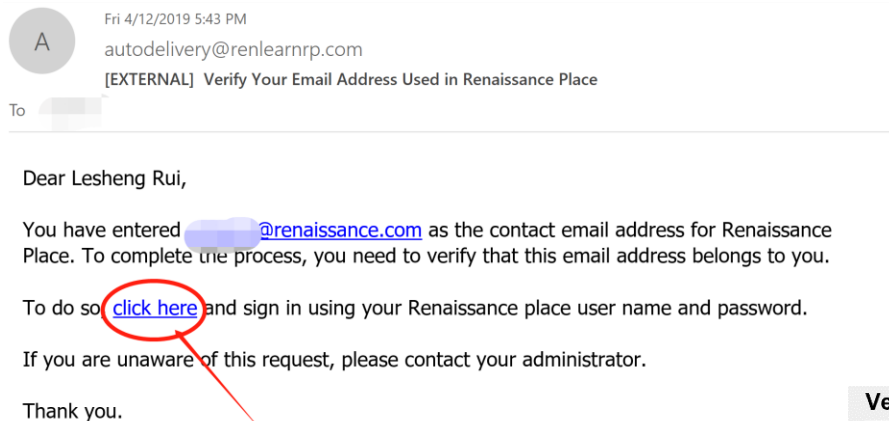 Fri 4/12/2019 5:43 PM
A
autodelivery@renlearnrp.com
[EXTERNAL] Verify Your Email Address Used in Renaissance Place
To
Dear Lesheng Rui,
You have entered @renaissance.com as the contact email address for Renaissance
Place. To complete the process, you need to verify that this email address belongs to you.
To do so, click here and sign in using your Renaissance place user name and password.
If you are unaware of this request, please contact your administrator.
Thank you.